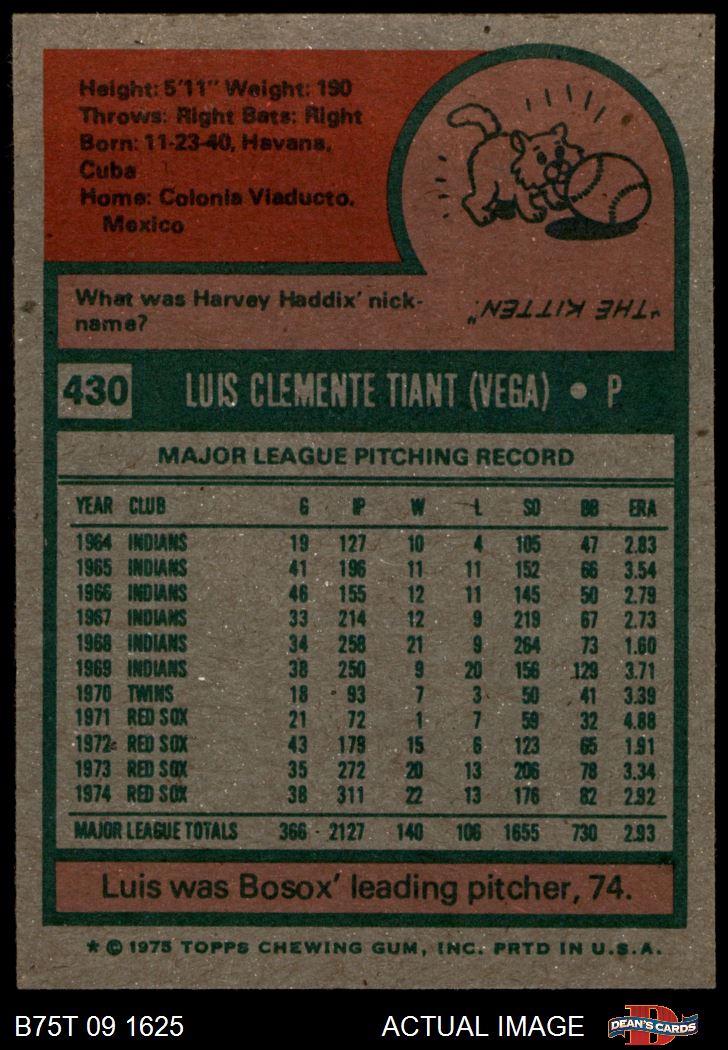 Height: 5'11" Weight: 190
Throws: Right Bats: Right
Born: 11-23-40, Havana,
Cuba
Home: Colonia Viaducto,
Mexico
What was Harvey Haddix' nick-
name?
"THE KITTEN."
430 LUIS CLEMENTE TIANT (VEGA) • P
MAJOR LEAGUE PITCHING RECORD
YEAR CLUB G IP W L SO BB ERA
1964 INDIANS 19 127 10 4 105 47 2.83
1965 INDIANS 41 196 11 11 152 66 3.54
1966 INDIANS 46 155 12 11 145 50 2.79
1967 INDIANS 33 214 12 9 219 67 2.73
1968 INDIANS 34 258 21 9 264 73 1.60
1969 INDIANS 38 250 9 20 156 129 3.71
1970 TWINS 18 93 7 3 50 41 3.39
1971 RED SOX 21 72 1 7 59 32 4.88
1972 RED SOX 43 179 15 6 123 65 1.91
1973 RED SOX 35 272 20 13 206 78 3.34
1974 RED SOX 38 311 22 13 176 82 2.92
MAJOR LEAGUE TOTALS 366 2127 140 106 1655 730 2.93
Luis was Bosox' leading pitcher, 74.
* © 1975 TOPPS CHEWING GUM, INC. PRTD IN U.S.A.
B75T 09 1625 ACTUAL IMAGE D DEAN'S CARDS